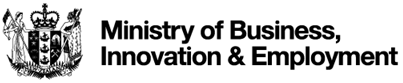 Ministry of Business,
Innovation & Employment